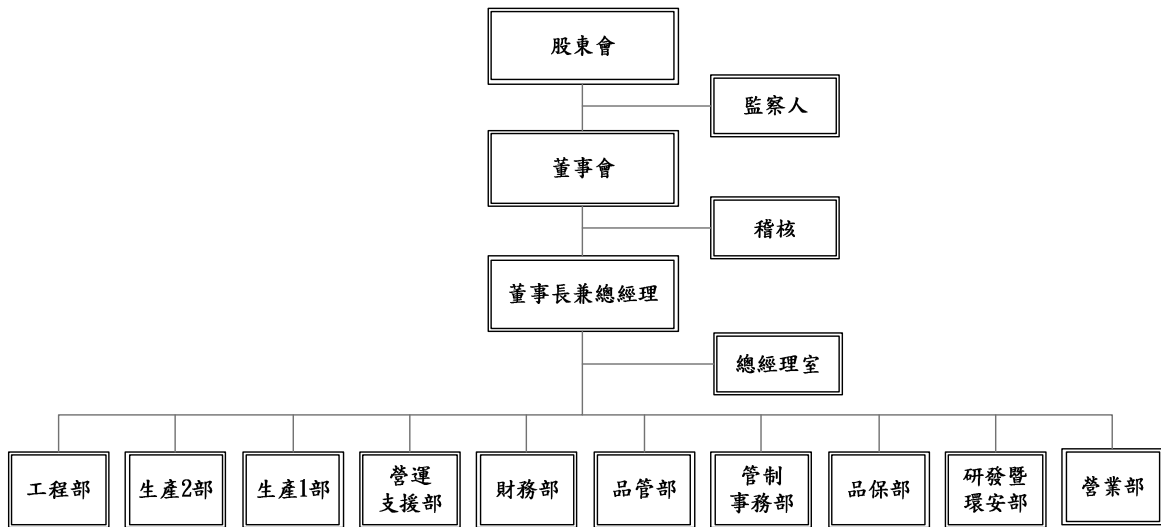 股東會
監察人
董事會
稽核
董事長兼總經理
總經理室
工程部
生產2部
生產1部
營運
支援部
財務部
品管部
管制
事務部
品保部
研發暨
環安部
營業部